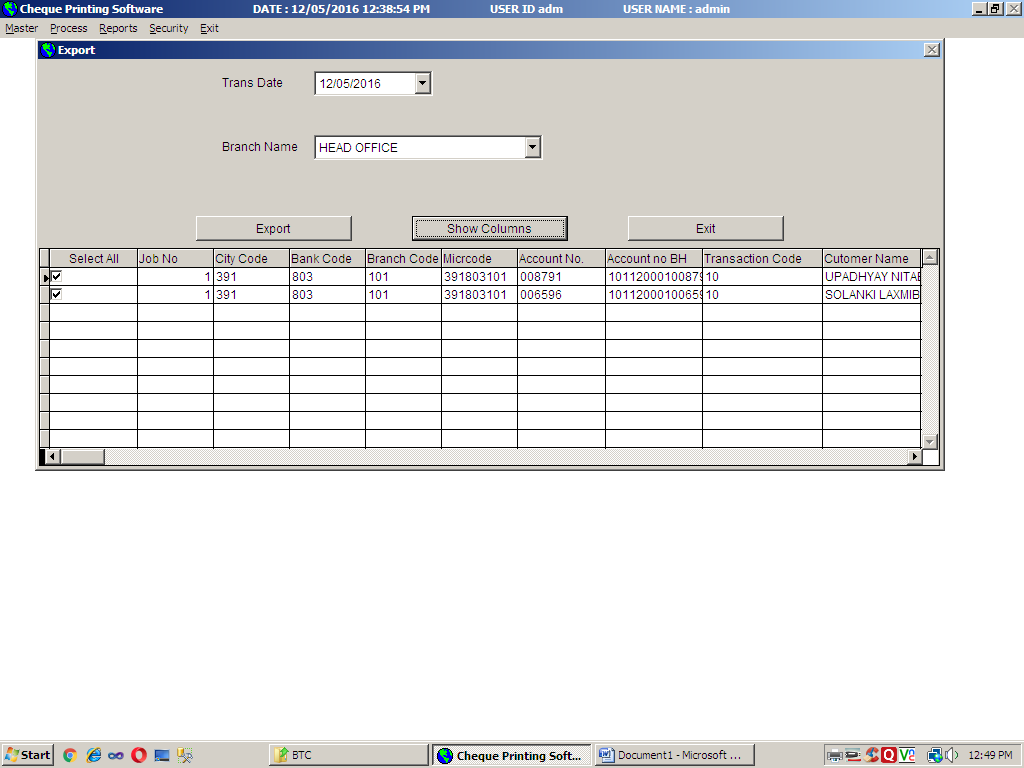 Cheque Printing Software DATE : 12/05/2016 12:38:54 PM USER ID adm USER NAME : admin
Master Process Reports Security Exit
Export
Trans Date 12/05/2016
Branch Name HEAD OFFICE
Export Show Columns Exit
Select All Job No City Code Bank Code Branch Code Micrcode Account No. Account no BH Transaction Code Cutomer Name
1 391 803 101 391803101 008791 10112000100879 10 UPADHYAY NITAB
1 391 803 101 391803101 006596 10112000100659 10 SOLANKI LAXMIB
Start BTC Cheque Printing Soft... Document1 - Microsoft ... 12:49 PM